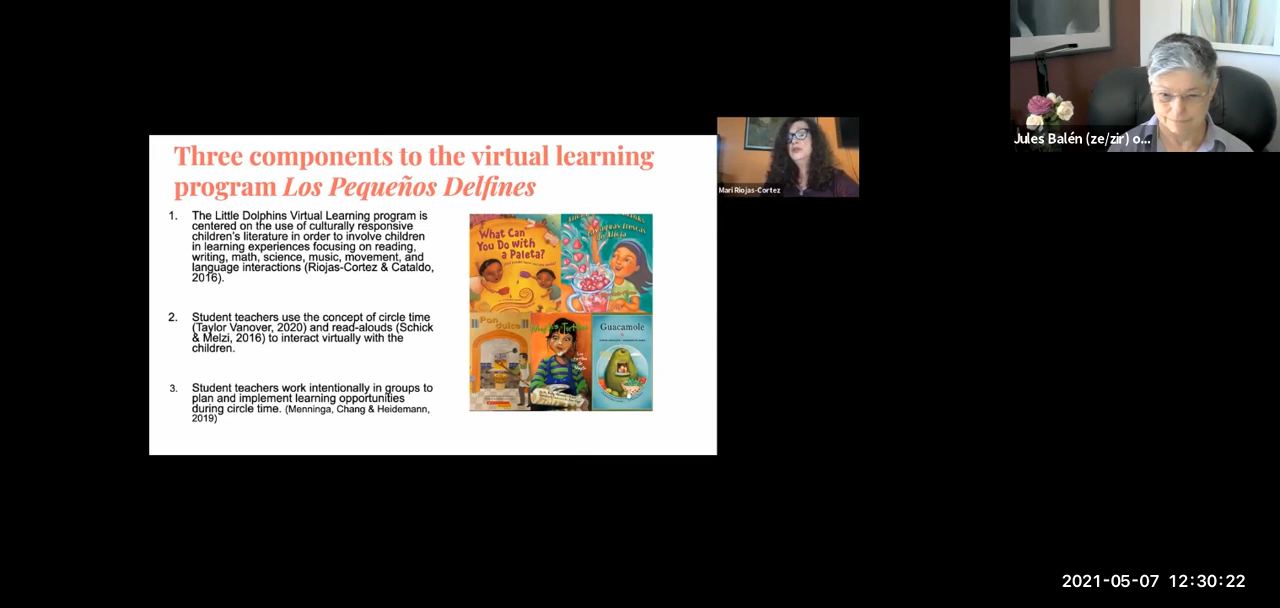 Three components to the virtual learning
program Los Pequeños Delfines
1. The Little Dolphins Virtual Learning program is
centered on the use of culturally responsive
children's literature in order to involve children
in learning experiences focusing on reading,
writing, math, science, music, movement, and
language interactions (Riojas-Cortez & Cataldo,
2016).
2. Student teachers use the concept of circle time
(Taylor Vanover, 2020) and read-alouds (Schick
& Melzi, 2016) to interact virtually with the
children.
3. Student teachers work intentionally in groups to
plan and implement learning opportunities
during circle time. (Menninga, Chang & Heidemann,
2019)
What Can
You Do with
a Paleta?
Pan
dulce
Guacamole
Mari Riojas-Cortez
Jules Balén (ze/zir) o...
2021-05-07 12:30:22